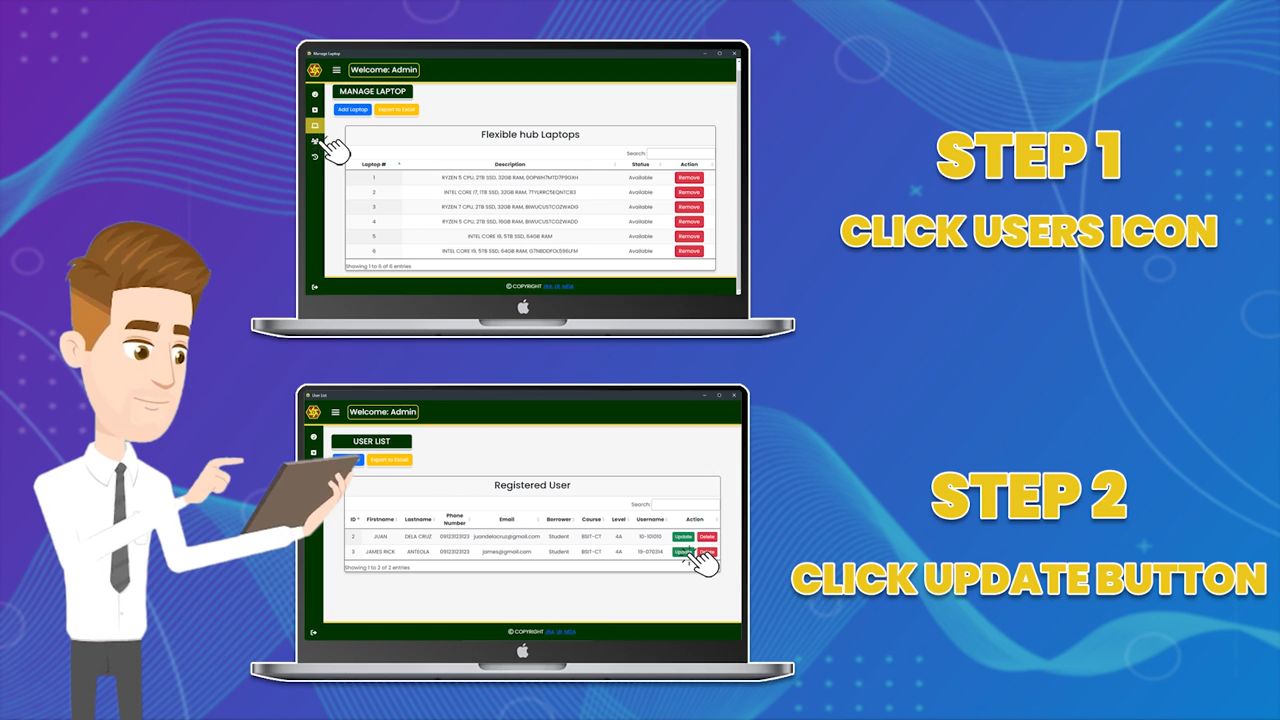 Manage Laptop
Welcome: Admin
MANAGE LAPTOP
Add Laptop Export to Excel
Flexible hub Laptops
Search:
Laptop # Description Status Action
1 RYZEN 5 CPU, 2TB SSD, 32GB RAM, Available Remove
2 INTEL CORE I7, 1TB SSD, 32GB RAM, Available Remove
3 RYZEN 7 CPU, 2TB SSD, 32GB RAM, Available Remove
4 RYZEN 5 CPU, 2TB SSD, 16GB RAM, Available Remove
5 INTEL CORE I9, 5TB SSD, 64GB RAM Available Remove
6 INTEL CORE I9, 5TB SSD, 64GB RAM, Available Remove
Showing 1 to 6 of 6 entries
© COPYRIGHT
STEP 1
CLICK USERS ICON
User List
Welcome: Admin
USER LIST
Export to Excel
Registered User
Search:
ID Firstname Lastname Phone Number Email Borrower Course Level Username Action
2 JUAN DELA CRUZ 09123123123 juandelacruz@gmail.com Student BSIT-CT 4A 10-101010 Update Delete
3 JAMES RICK ANTEOLA 09123123123 james@gmail.com Student BSIT-CT 4A 19-070314 Update
Showing 1 to 2 of 2 entries
© COPYRIGHT
STEP 2
CLICK UPDATE BUTTON